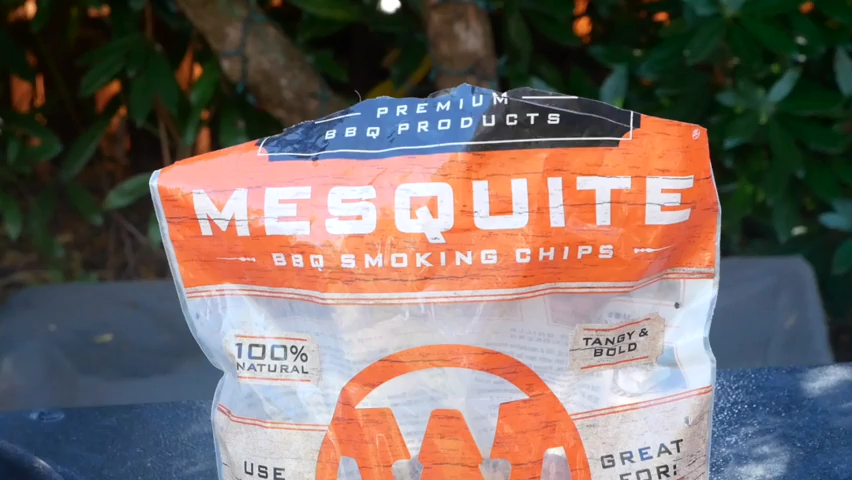 PREMIUM
BBQ PRODUCTS
MESQUITE
BBQ SMOKING CHIPS
100%
NATURAL
TANGY &
BOLD
W
USE
GREAT
FOR: